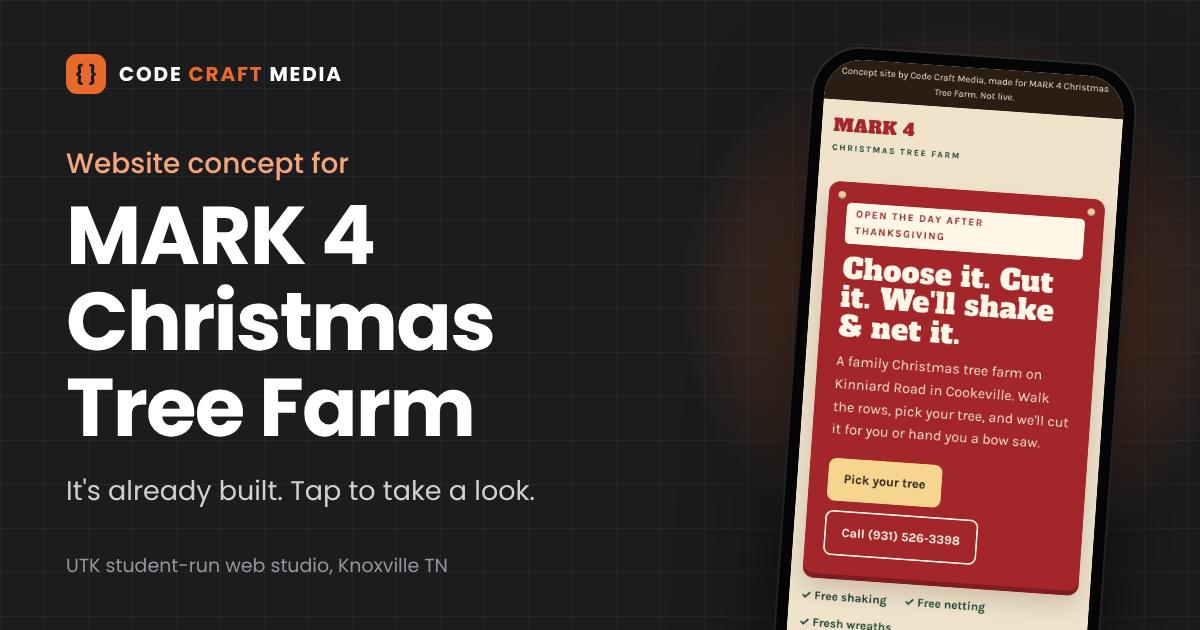 { } CODE CRAFT MEDIA
Website concept for
MARK 4
Christmas
Tree Farm
It's already built. Tap to take a look.
UTK student-run web studio, Knoxville TN
Concept site by Code Craft Media, made for MARK 4 Christmas
Tree Farm. Not live.
MARK 4
CHRISTMAS TREE FARM
OPEN THE DAY AFTER
THANKSGIVING
Choose it. Cut
it. We'll shake
& net it.
A family Christmas tree farm on
Kinniard Road in Cookeville. Walk
the rows, pick your tree, and we'll cut
it for you or hand you a bow saw.
Pick your tree
Call (931) 526-3398
✓ Free shaking ✓ Free netting
✓ Fresh wreaths